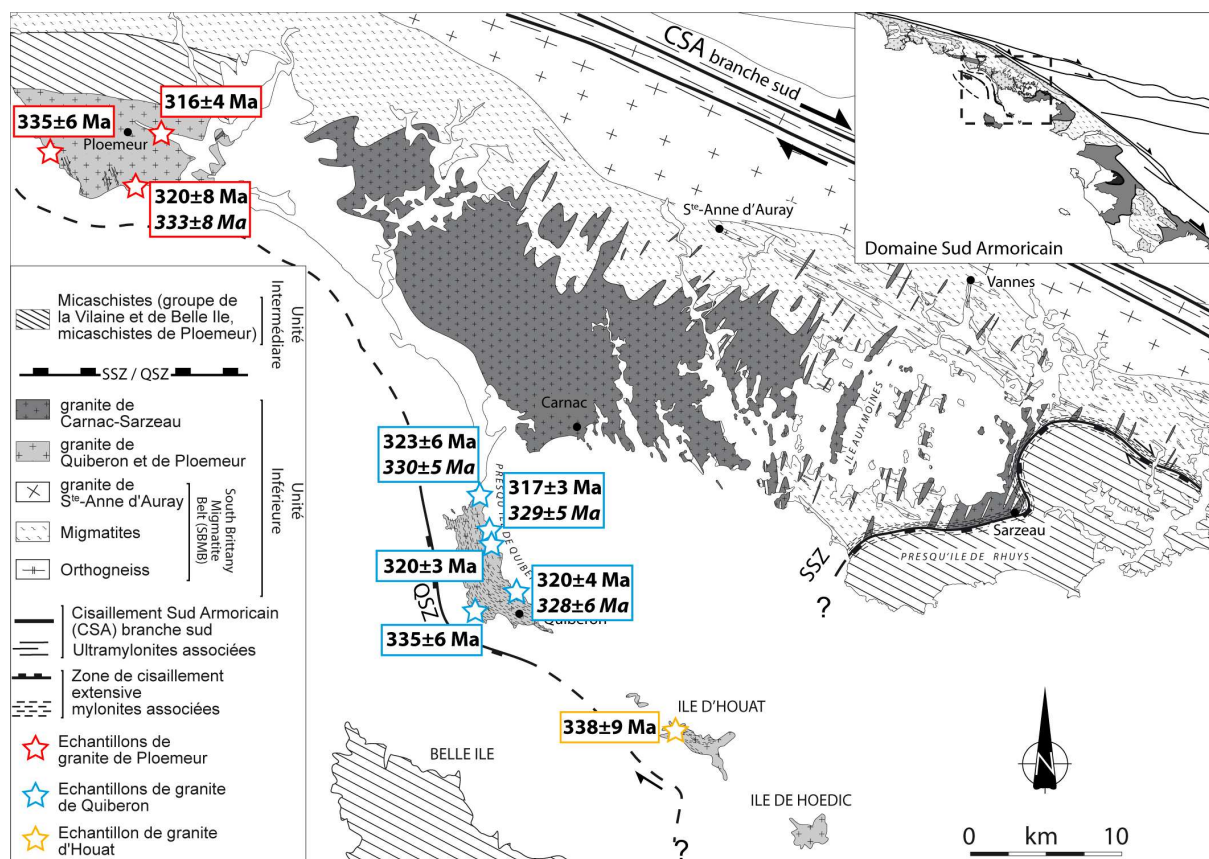 CSA branche sud
Domaine Sud Armoricain
316±4 Ma
335±6 Ma
Ploemeur
320±8 Ma
333±8 Ma
Ste-Anne d'Auray
Vannes
Carnac
ILE AUX MOINES
Sarzeau
PRESQU'ILE DE RHUYS
SSZ
?
323±6 Ma
330±5 Ma
317±3 Ma
329±5 Ma
320±3 Ma
320±4 Ma
328±6 Ma
335±6 Ma
QSZ
Quiberon
338±9 Ma
ILE D'HOUAT
BELLE ILE
ILE DE HOEDIC
?
N
0 km 10
Micaschistes (groupe de
la Vilaine et de Belle Ile,
micaschistes de Ploemeur)
Unité
Intermédiare
SSZ / QSZ
granite de
Carnac-Sarzeau
granite de
Quiberon et de Ploemeur
granite de
Ste-Anne d'Auray
Migmatites
Orthogneiss
South Brittany
Migmatite
Belt (SBMB)
Unité
Inférieure
Cisaillement Sud Armoricain
(CSA) branche sud
Ultramylonites associées
Zone de cisaillement
extensive
mylonites associées
Echantillons de
granite de Ploemeur
Echantillons de granite
de Quiberon
Echantillon de granite
d'Houat